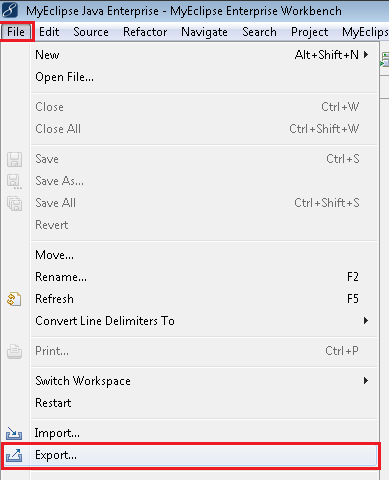 MyEclipse Java Enterprise - MyEclipse Enterprise Workbench
File Edit Source Refactor Navigate Search Project MyEclips
New Alt+Shift+N
Open File...
Close Ctrl+W
Close All Ctrl+Shift+W
Save Ctrl+S
Save As...
Save All Ctrl+Shift+S
Revert
Move...
Rename... F2
Refresh F5
Convert Line Delimiters To
Print... Ctrl+P
Switch Workspace
Restart
Import...
Export...